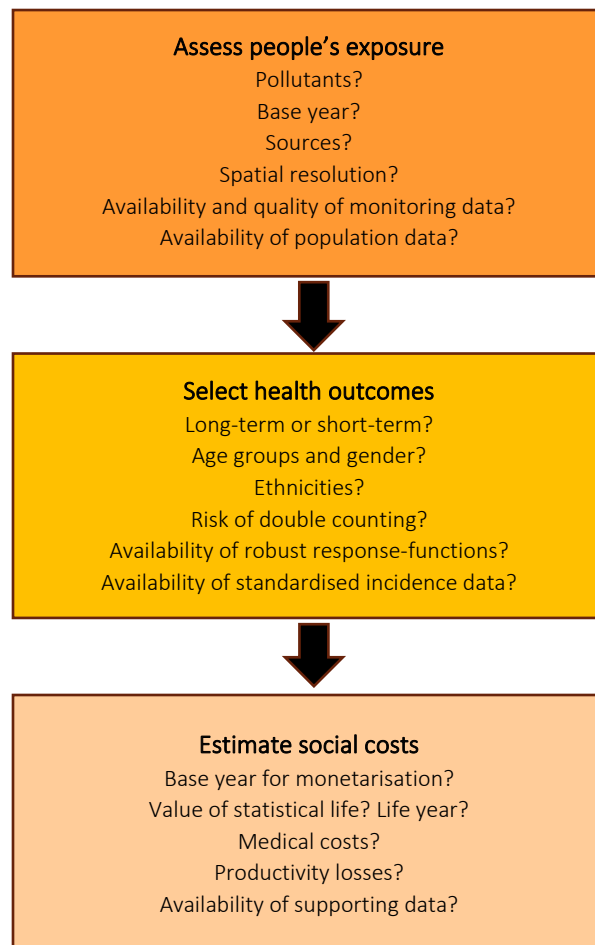 Assess people’s exposure
Pollutants?
Base year?
Sources?
Spatial resolution?
Availability and quality of monitoring data?
Availability of population data?
Select health outcomes
Long-term or short-term?
Age groups and gender?
Ethnicities?
Risk of double counting?
Availability of robust response-functions?
Availability of standardised incidence data?
Estimate social costs
Base year for monetarisation?
Value of statistical life? Life year?
Medical costs?
Productivity losses?
Availability of supporting data?